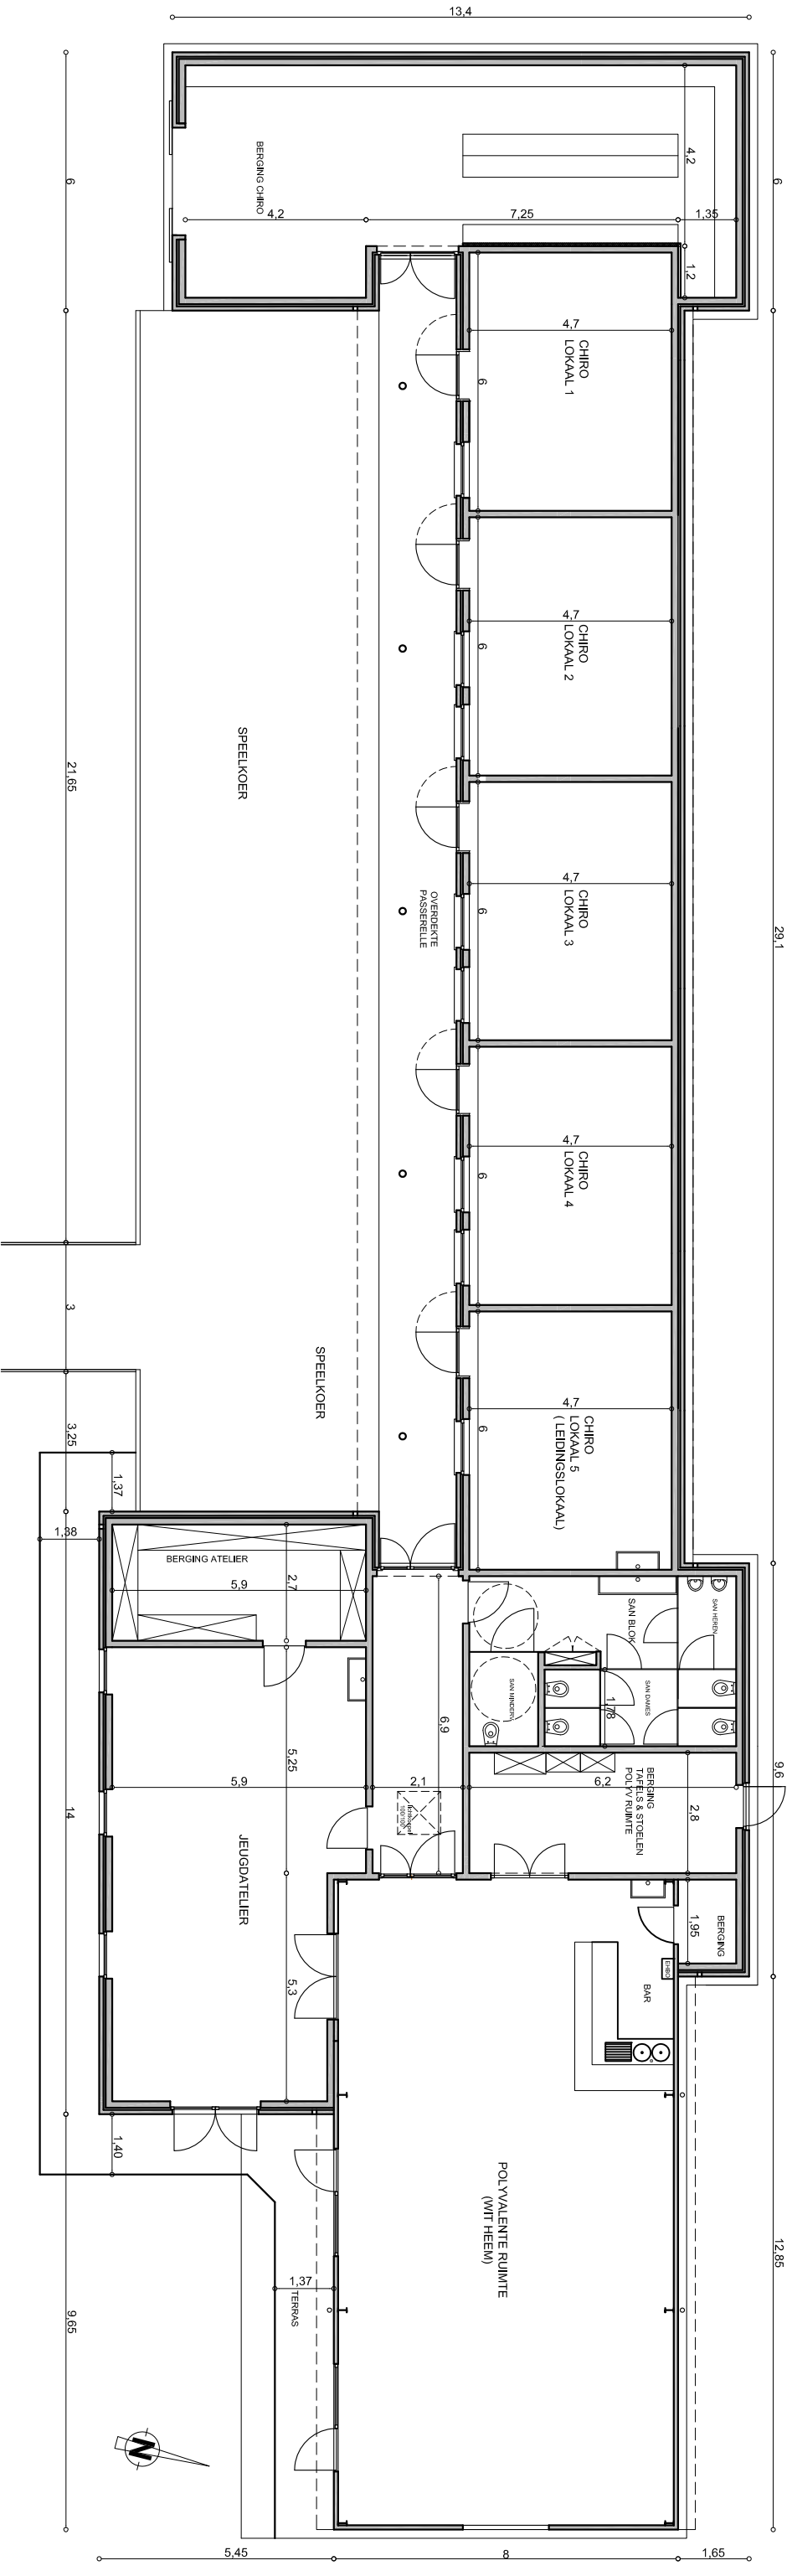 13,4
6
6
BERGING CHIRO
4,2
4,2
7,25
1,35
1,2
4,7
CHIRO
LOKAAL 1
6
4,7
CHIRO
LOKAAL 2
6
SPEELKOER
21,65
4,7
CHIRO
LOKAAL 3
6
OVERDEKTE
PASSERELLE
29,1
4,7
CHIRO
LOKAAL 4
6
3
SPEELKOER
4,7
CHIRO
LOKAAL 5
( LEIDINGSLOKAAL)
6
3,25
1,37
1,38
BERGING ATELIER
5,9
2,7
SAN BLOK
SAN HEREN
SAN MINDERV.
SAN DAMES
1,78
6,9
5,25
5,9
2,1
6,2
BERGING
TAFELS & STOELEN
POLYV RUIMTE
2,8
9,6
lichtkoepel
100/100
14
JEUGDATELIER
5,3
1,95
BERGING
EHBO
BAR
1,40
POLYVALENTE RUIMTE
(WIT HEEM)
12,85
1,37
TERRAS
9,65
N
5,45
8
1,65